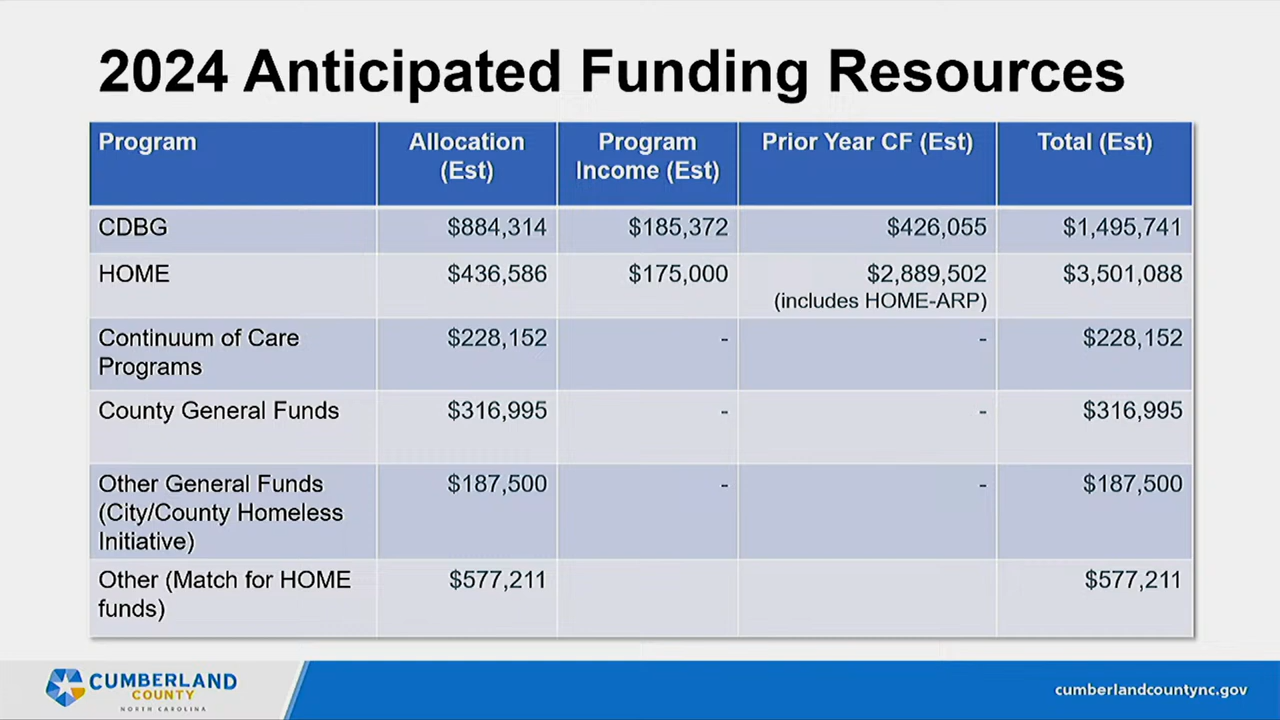 2024 Anticipated Funding Resources
Program Allocation (Est) Program Income (Est) Prior Year CF (Est) Total (Est)
CDBG $884,314 $185,372 $426,055 $1,495,741
HOME $436,586 $175,000 $2,889,502 $3,501,088
(includes HOME-ARP)
Continuum of Care $228,152 - - $228,152
Programs
County General Funds $316,995 - - $316,995
Other General Funds $187,500 - - $187,500
(City/County Homeless
Initiative)
Other (Match for HOME $577,211 $577,211
funds)
CUMBERLAND
COUNTY
NORTH CAROLINA
cumberlandcountync.gov